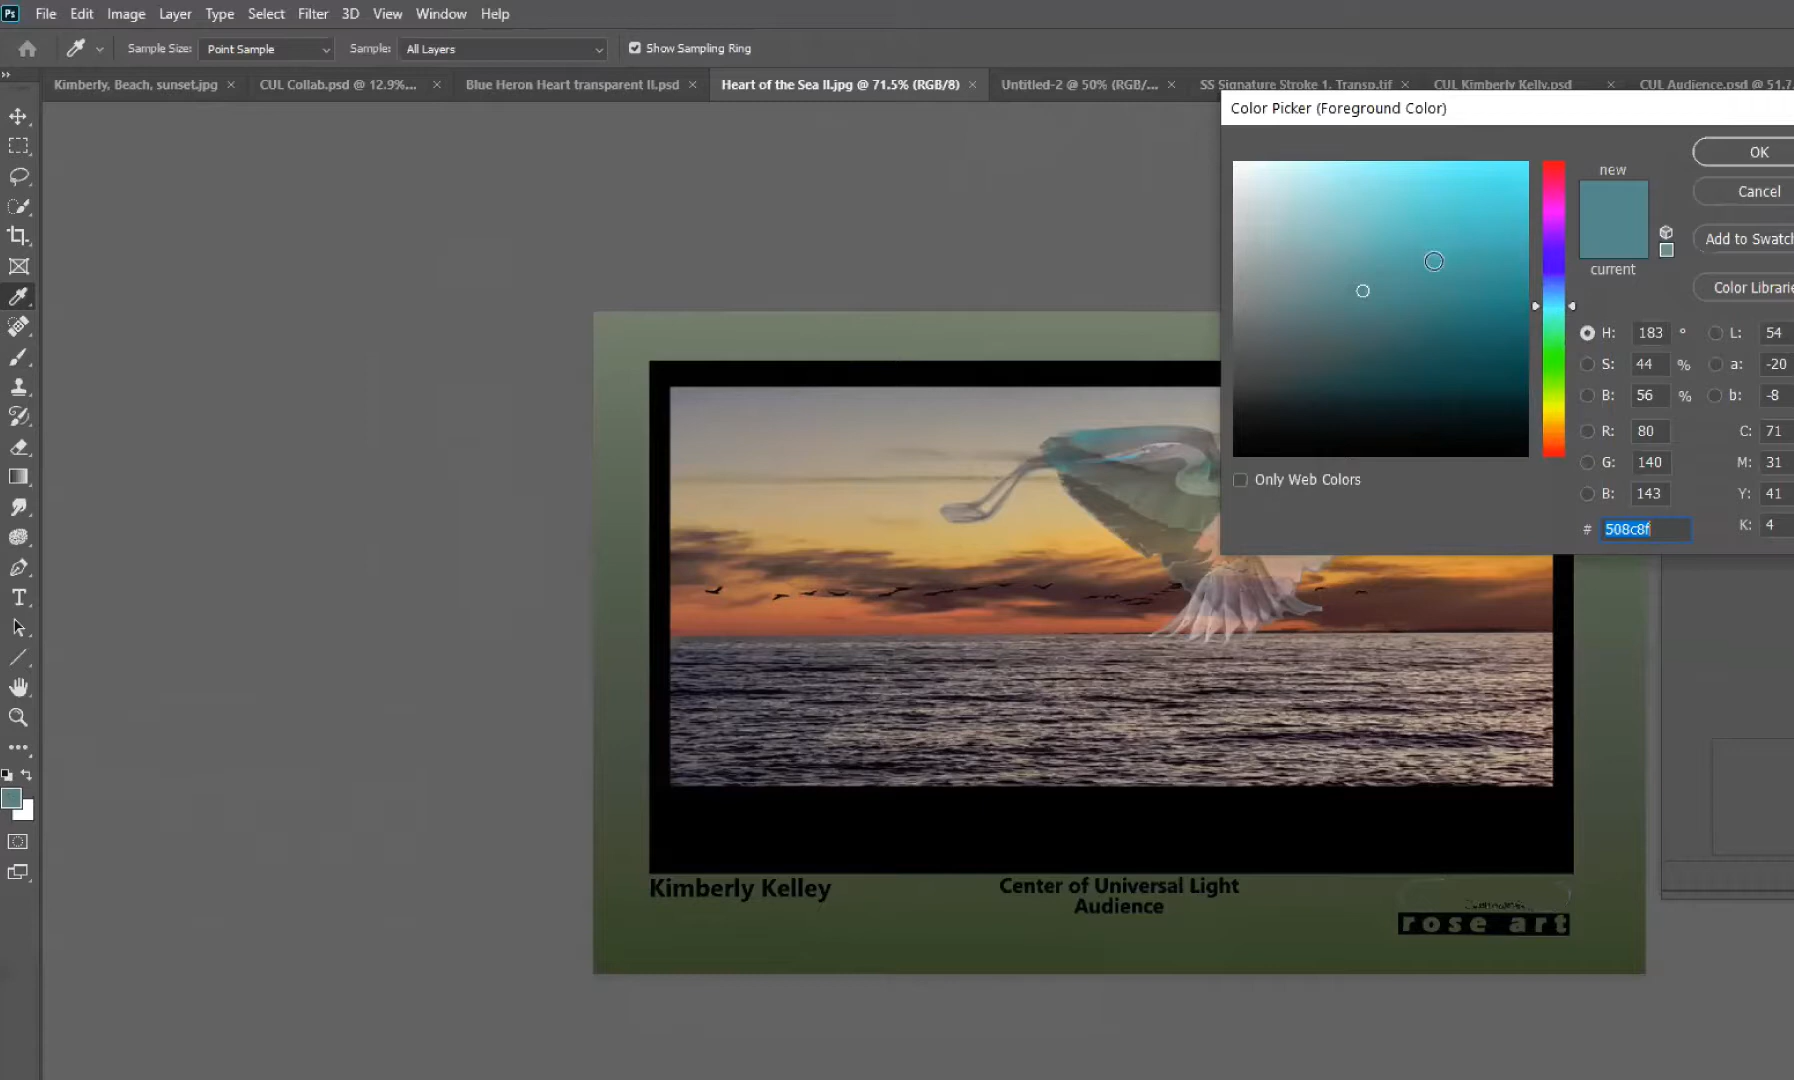 Ps File Edit Image Layer Type Select Filter 3D View Window Help
Sample Size: Point Sample Sample: All Layers Show Sampling Ring
Kimberly, Beach, sunset.jpg × CUL Collab.psd @ 12.9%... × Blue Heron Heart transparent II.psd × Heart of the Sea II.jpg @ 71.5% (RGB/8) × Untitled-2 @ 50% (RGB/... × SS Signature Stroke 1. Transp.tif × CUL Kimberly Kelly.psd × CUL Audience.psd @ 51.7
Color Picker (Foreground Color)
new
current
OK
Cancel
Add to Swatch
Color Librarie
H: 183 ° L: 54
S: 44 % a: -20
B: 56 % b: -8
R: 80 C: 71
G: 140 M: 31
B: 143 Y: 41
# 508c8f K: 4
Only Web Colors
Kimberly Kelley
Center of Universal Light
Audience
rose art